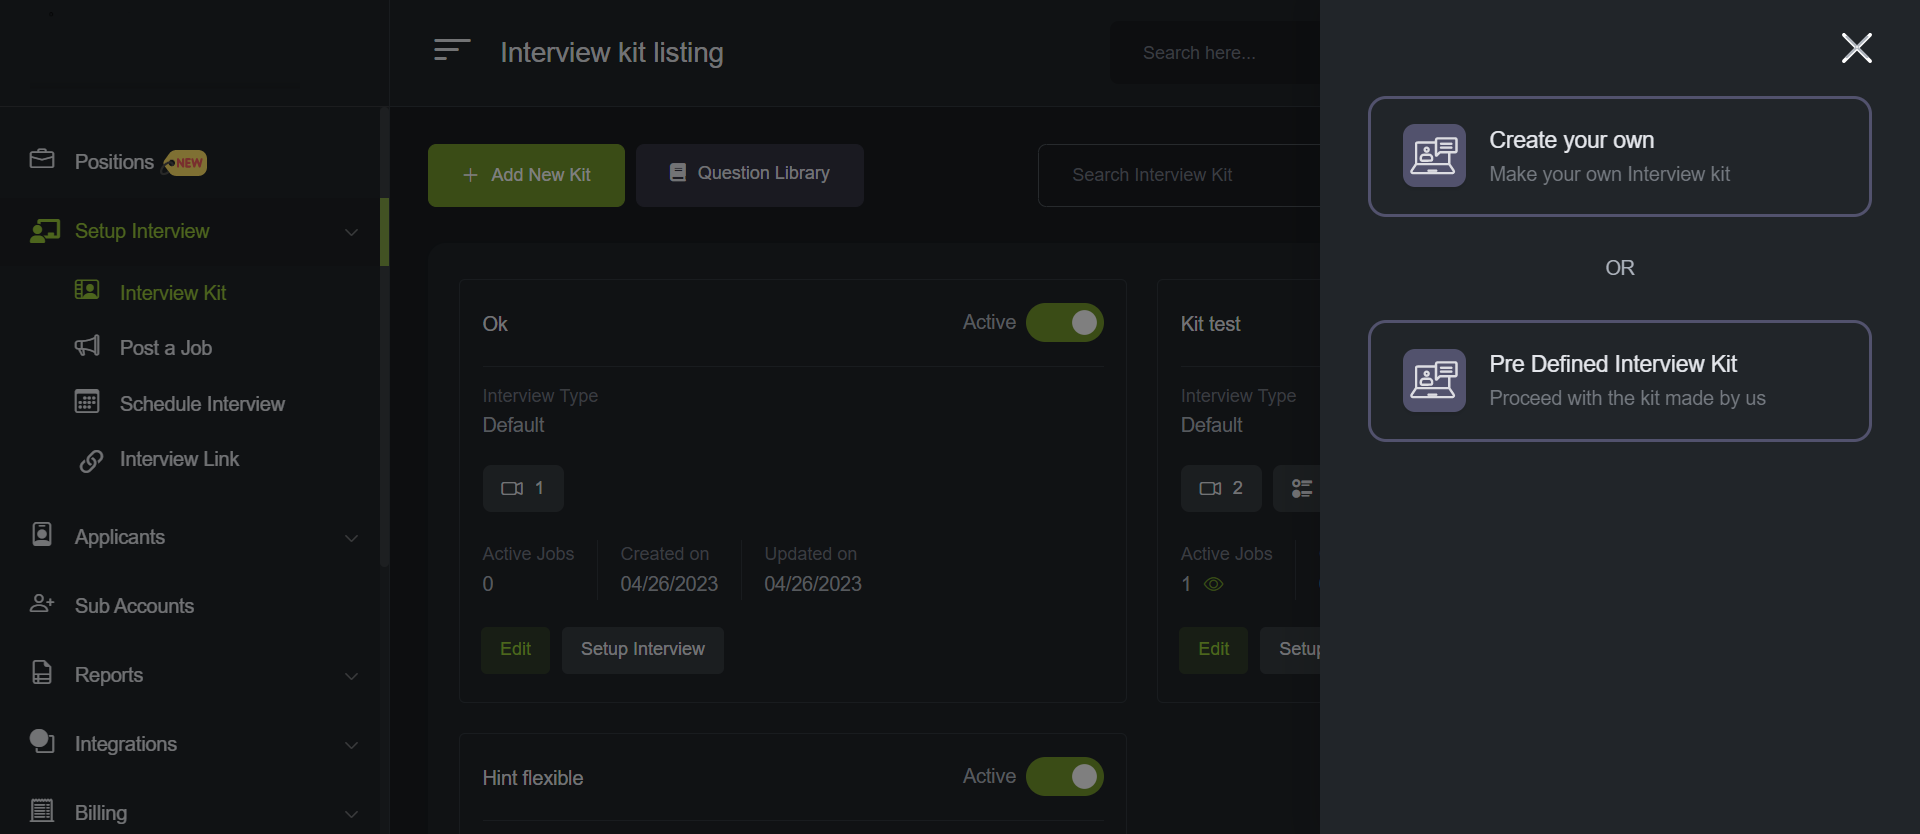 Interview kit listing
Search here...
Positions NEW
Setup Interview
Interview Kit
Post a Job
Schedule Interview
Interview Link
Applicants
Sub Accounts
Reports
Integrations
Billing
+ Add New Kit
Question Library
Search Interview Kit
Ok
Active
Interview Type
Default
1
Active Jobs
0
Created on
04/26/2023
Updated on
04/26/2023
Edit
Setup Interview
Kit test
Interview Type
Default
2
Active Jobs
1
Edit
Hint flexible
Active
Create your own
Make your own Interview kit
OR
Pre Defined Interview Kit
Proceed with the kit made by us